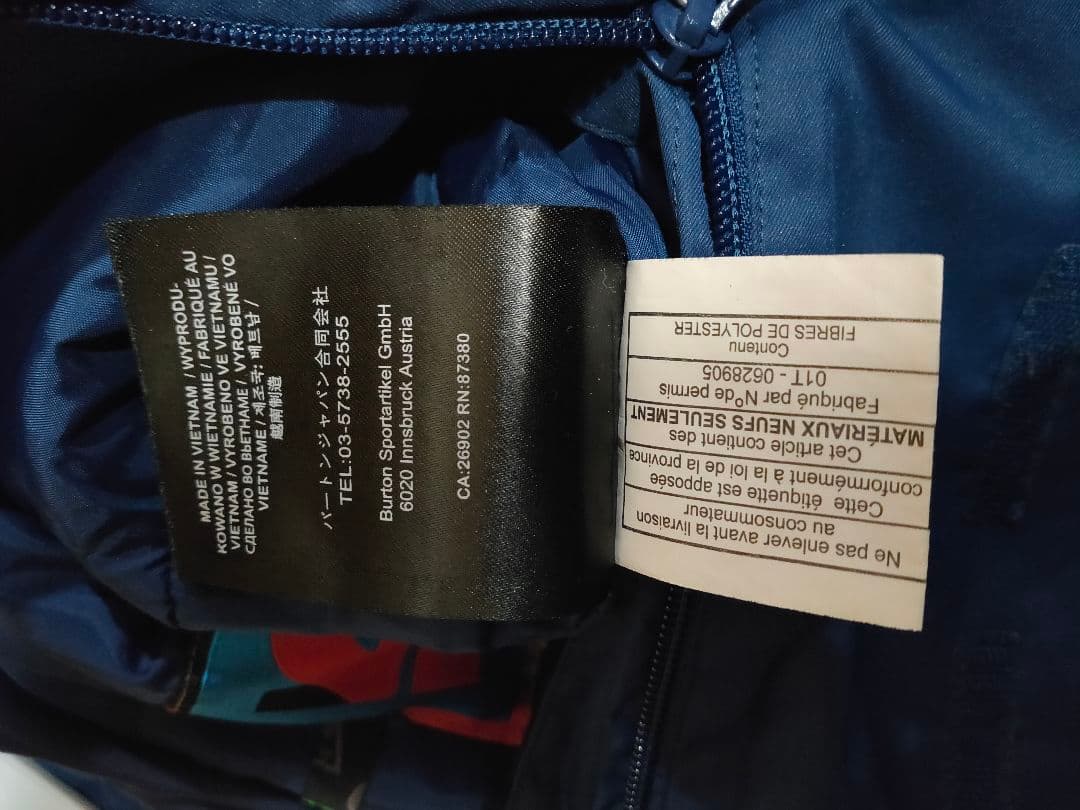 MADE IN VIETNAM / WYPRODU-
KOWANO W WIETNAMIE / FABRIQUÉ AU
VIETNAM / VYROBENO VE VIETNAMU /
СДЕЛАНО ВО ВЬЕТНАМЕ / VYROBENÉ VO
VIETNAME / 제조국: 베트남 /
越南制造
バートンジャパン合同会社
TEL:03-5738-2555
Burton Sportartikel GmbH
6020 Innsbruck Austria
CA:26902 RN:87380
Ne pas enlever avant la livraison
au consommateur
Cette étiquette est apposée
conformément à la loi de la province
Cet article contient des
MATÉRIAUX NEUFS SEULEMENT
Fabriqué par N°de permis
01T - 0628905
Contenu
FIBRES DE POLYESTER